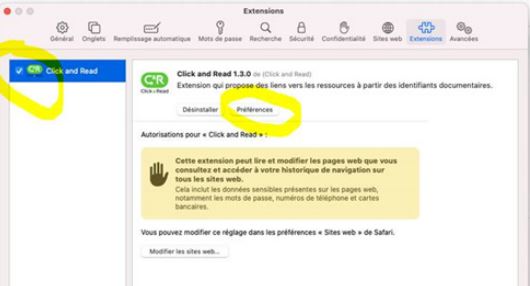 Extensions
Général Onglets Remplissage automatique Mots de passe Recherche Sécurité Confidentialité Sites web Extensions Avancées
C&R Click and Read
C&R
Click & Read
Click and Read 1.3.0 de (Click and Read)
Extension qui propose des liens vers les ressources à partir des identifiants documentaires.
Désinstaller Préférences
Autorisations pour « Click and Read » :
Cette extension peut lire et modifier les pages web que vous
consultez et accéder à votre historique de navigation sur
tous les sites web.
Cela inclut les données sensibles présentes sur les pages web,
notamment les mots de passe, numéros de téléphone et cartes
bancaires.
Vous pouvez modifier ce réglage dans les préférences « Sites web » de Safari.
Modifier les sites web...